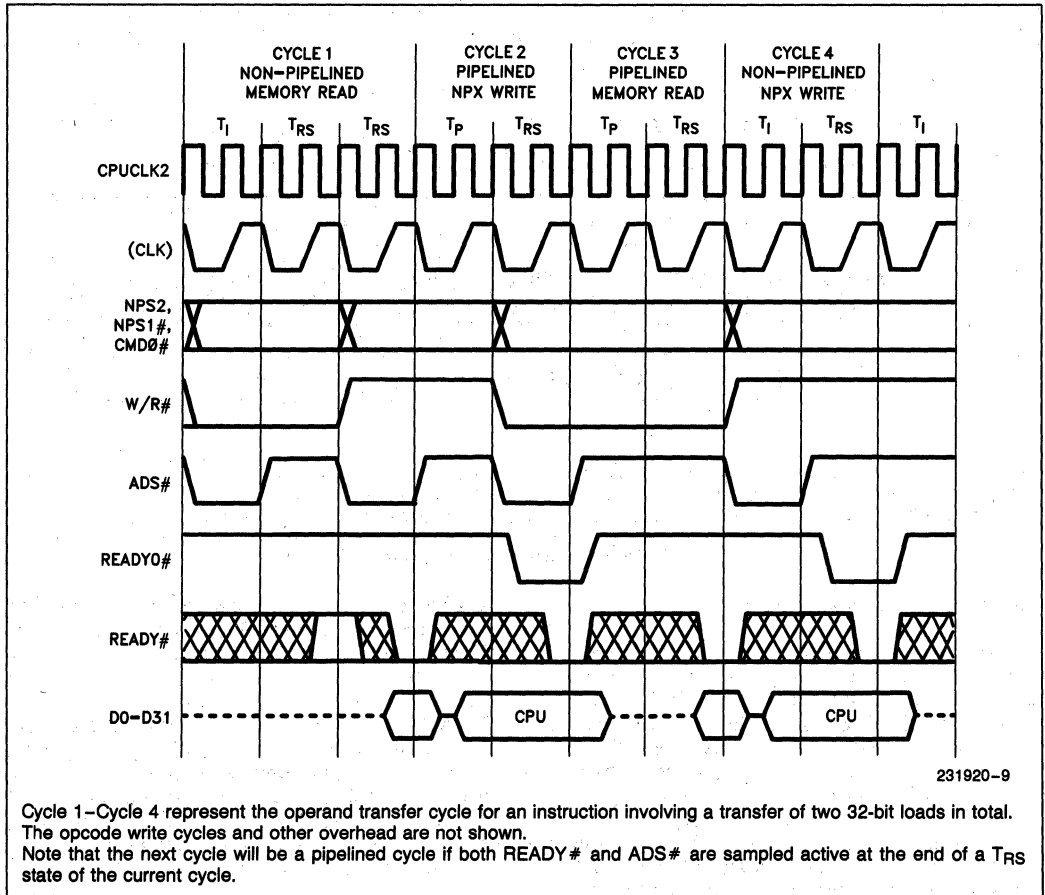 CYCLE 1
NON-PIPELINED
MEMORY READ
CYCLE 2
PIPELINED
NPX WRITE
CYCLE 3
PIPELINED
MEMORY READ
CYCLE 4
NON-PIPELINED
NPX WRITE
TI TRS TRS TP TRS TP TRS TI TRS TI
CPUCLK2
(CLK)
NPS2,
NPS1#,
CMDØ#
W/R#
ADS#
READYO#
READY#
D0-D31
CPU CPU
231920-9
Cycle 1–Cycle 4 represent the operand transfer cycle for an instruction involving a transfer of two 32-bit loads in total.
The opcode write cycles and other overhead are not shown.
Note that the next cycle will be a pipelined cycle if both READY# and ADS# are sampled active at the end of a TRS
state of the current cycle.